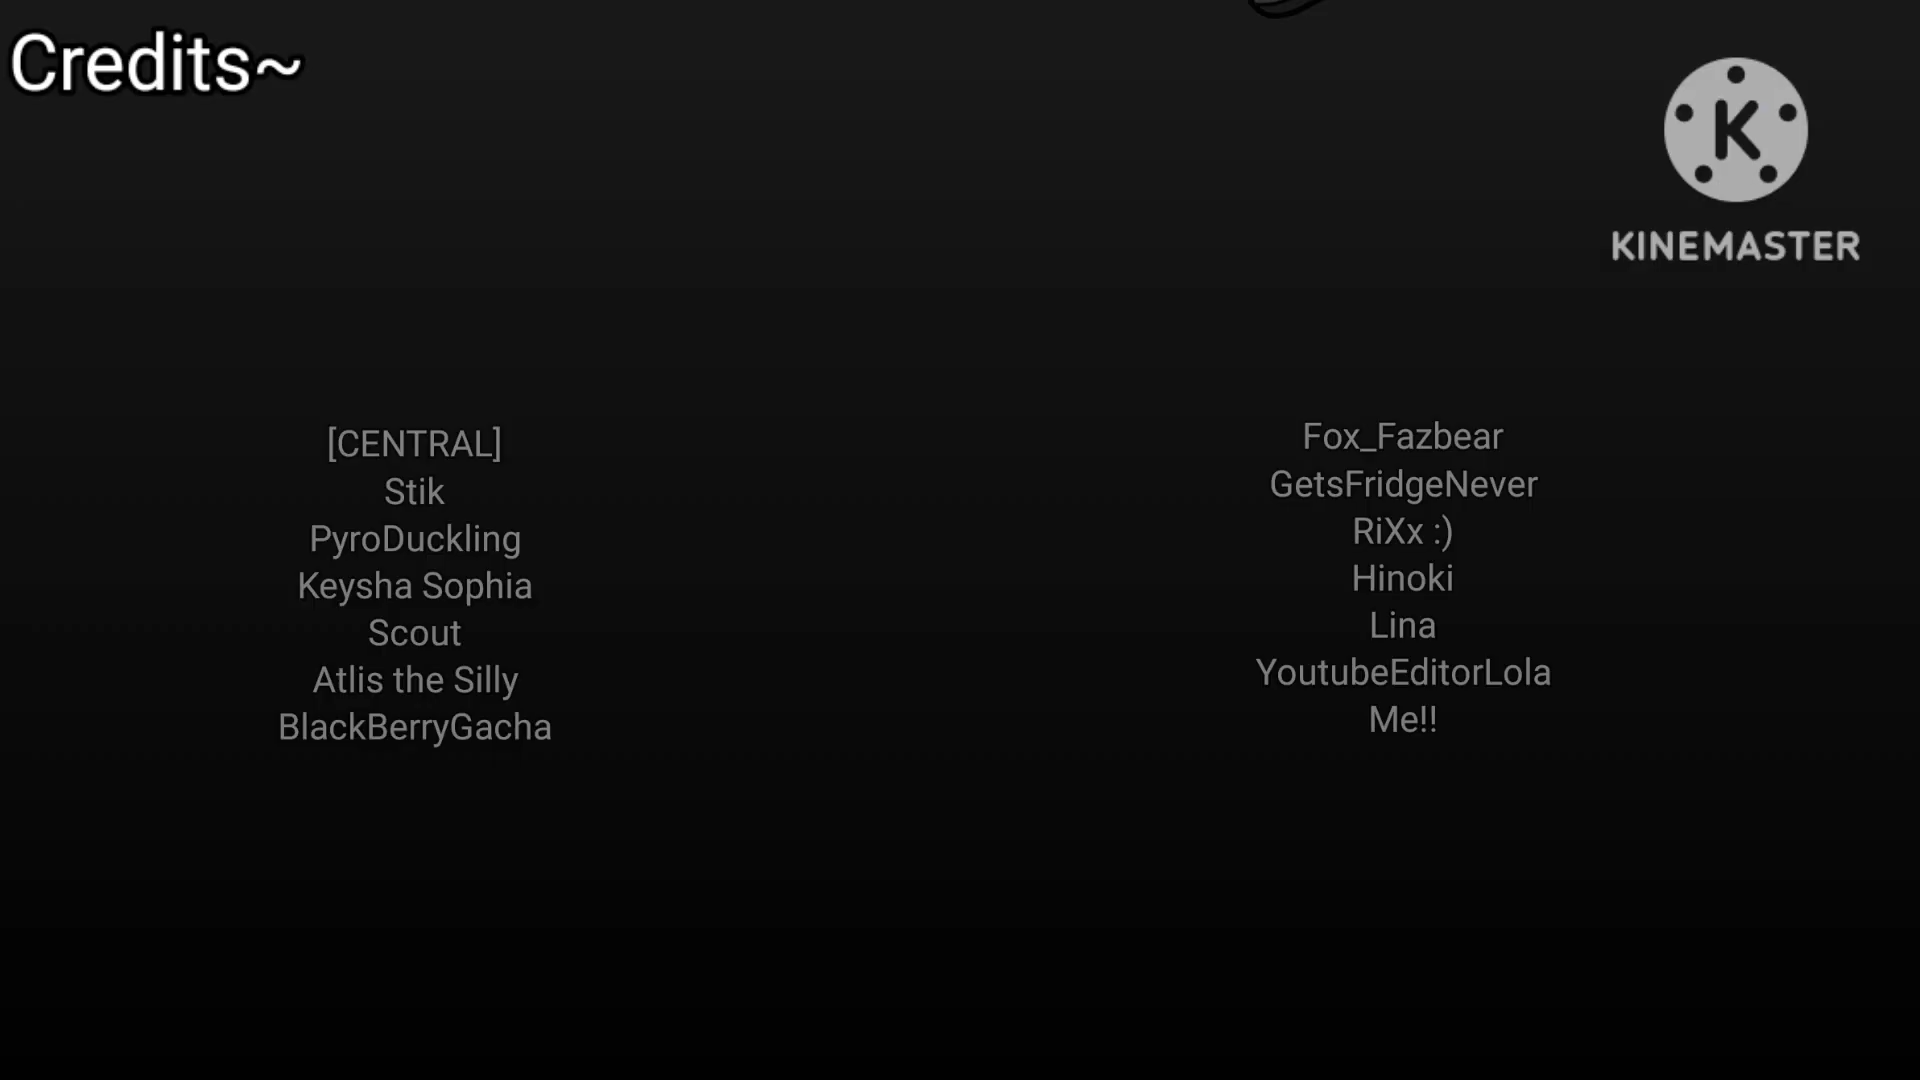 Credits~
K
KINEMASTER
[CENTRAL]
Stik
PyroDuckling
Keysha Sophia
Scout
Atlis the Silly
BlackBerryGacha
Fox_Fazbear
GetsFridgeNever
RiXx :)
Hinoki
Lina
YoutubeEditorLola
Me!!